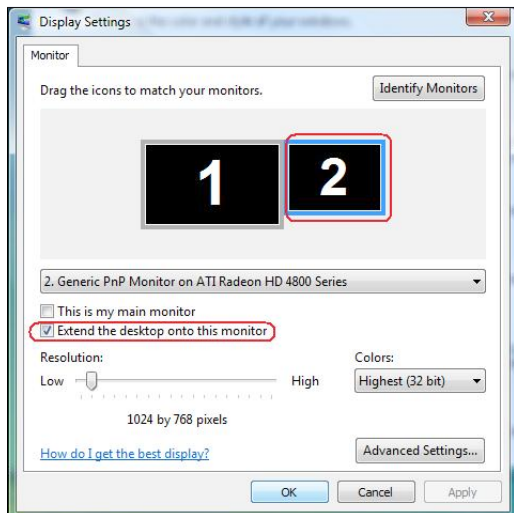 Display Settings
Monitor
Drag the icons to match your monitors.
Identify Monitors
1
2
2. Generic PnP Monitor on ATI Radeon HD 4800 Series
This is my main monitor
Extend the desktop onto this monitor
Resolution:
Colors:
Low
High
Highest (32 bit)
1024 by 768 pixels
How do I get the best display?
Advanced Settings...
OK
Cancel
Apply